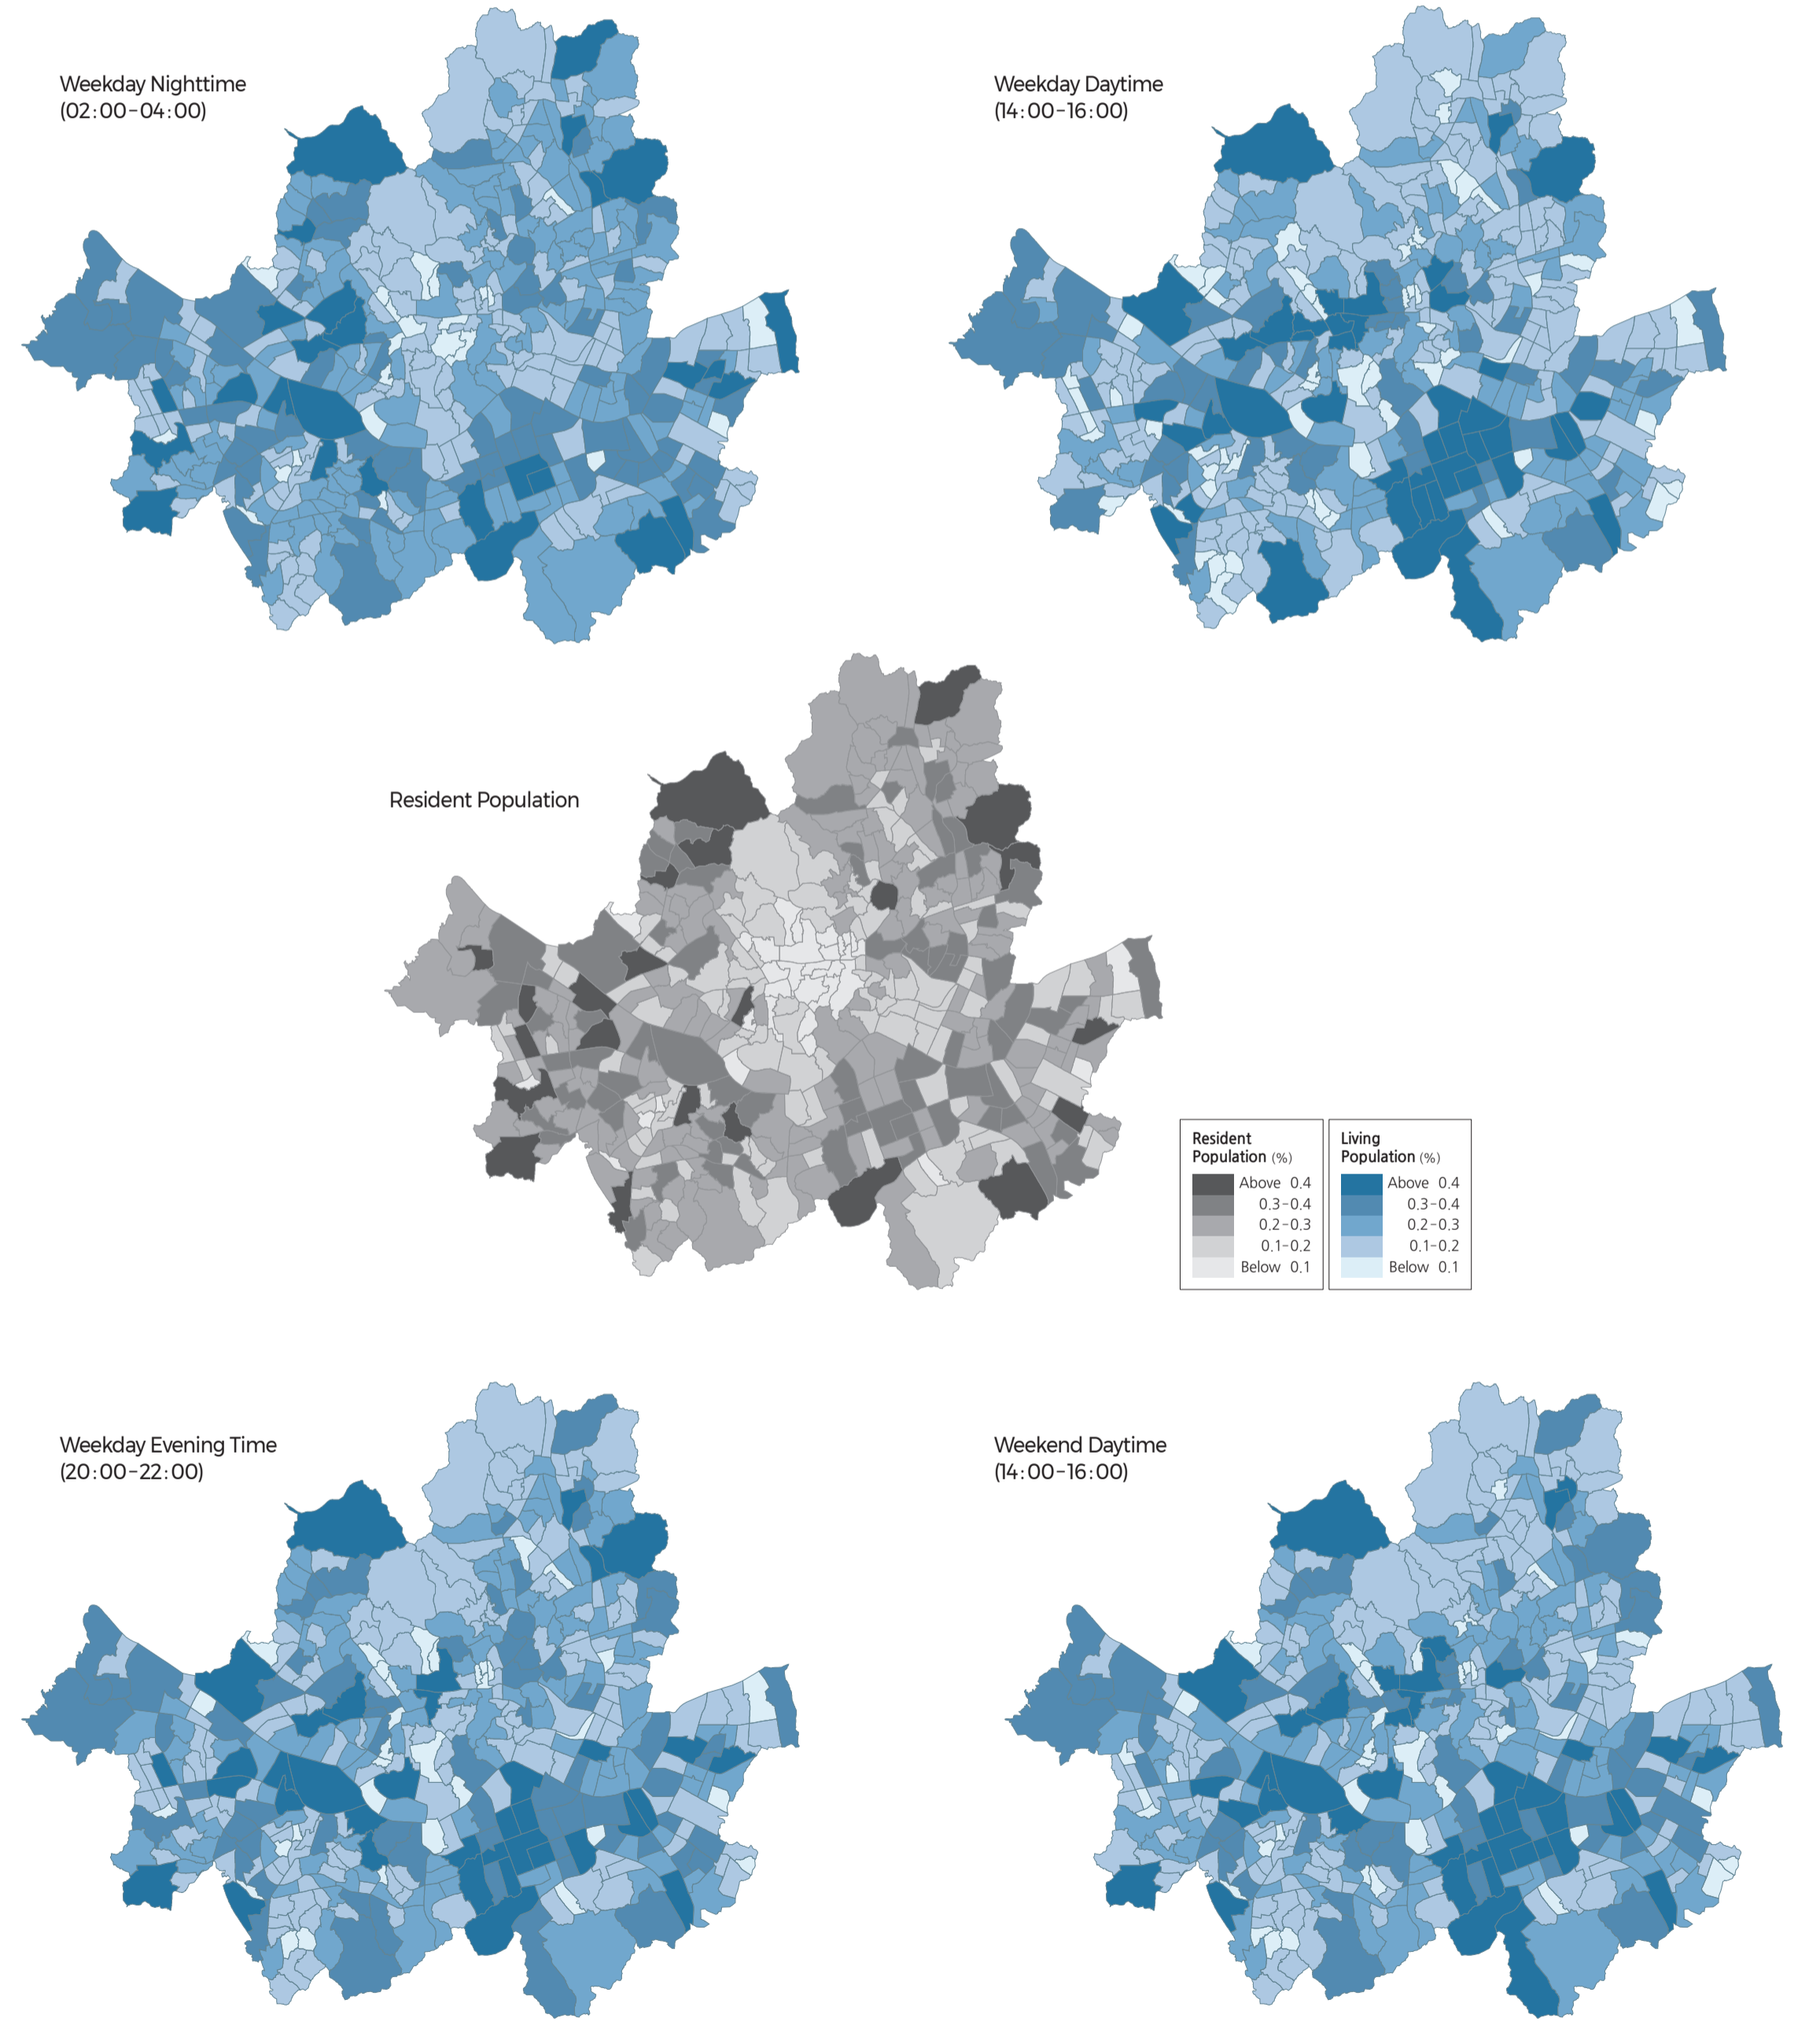 Weekday Nighttime
(02:00-04:00)
Weekday Daytime
(14:00-16:00)
Resident Population
Resident
Population (%)
Above 0.4
0.3-0.4
0.2-0.3
0.1-0.2
Below 0.1
Living
Population (%)
Above 0.4
0.3-0.4
0.2-0.3
0.1-0.2
Below 0.1
Weekday Evening Time
(20:00-22:00)
Weekend Daytime
(14:00-16:00)